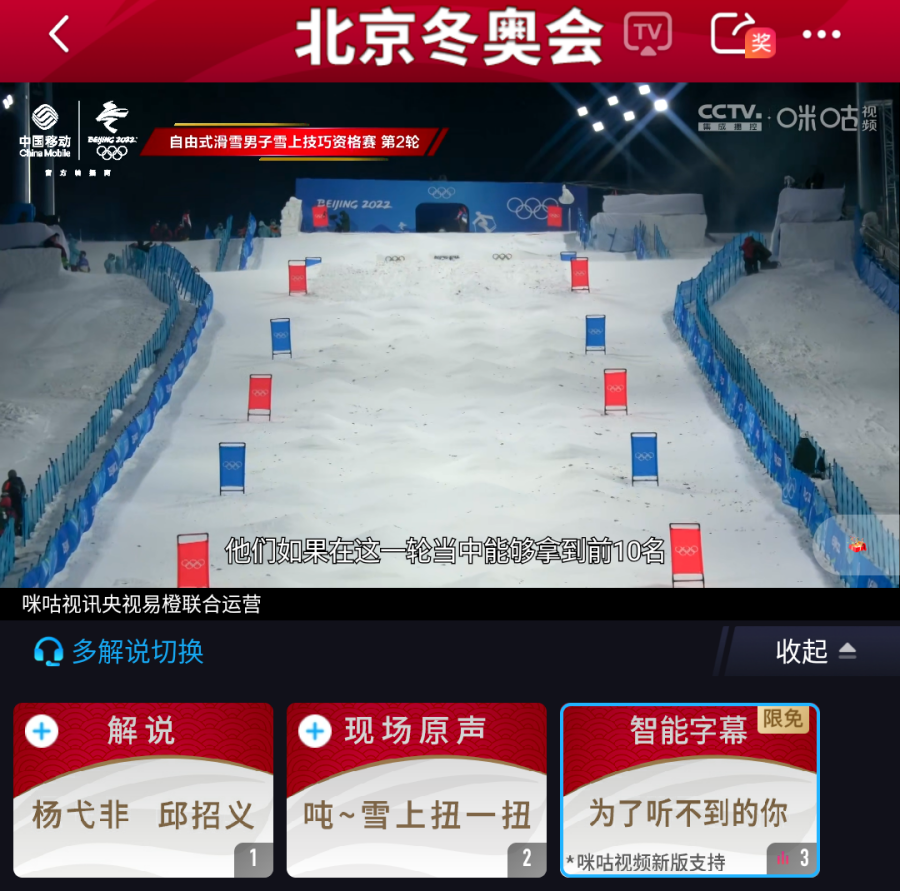 北京冬奥会
TV
奖
中国移动
China Mobile
BEIJING 2022
自由式滑雪男子雪上技巧资格赛 第2轮
CCTV.
咪咕视频
BEIJING 2022
他们如果在这一轮当中能够拿到前10名
咪咕视讯央视易橙联合运营
多解说切换
收起
解说
杨弋非 邱招义
1
现场原声
吨~雪上扭一扭
2
智能字幕
限免
为了听不到的你
*咪咕视频新版支持
3